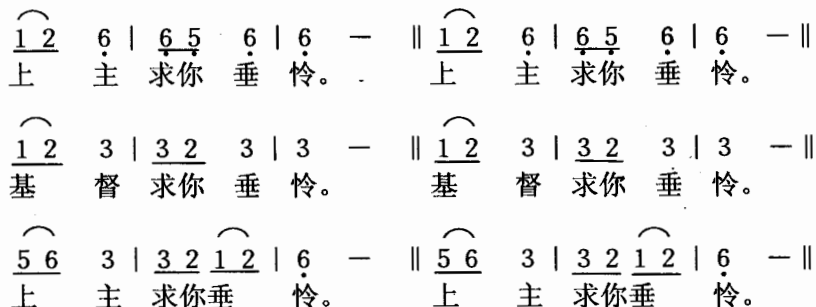 1 2 6̣ | 6̣ 5̣ 6̣ | 6̣ — ‖ 1 2 6̣ | 6̣ 5̣ 6̣ | 6̣ — ‖
上 主 求你 垂 怜。 上 主 求你 垂 怜。
1 2 3 | 3 2 3 | 3 — ‖ 1 2 3 | 3 2 3 | 3 — ‖
基 督 求你 垂 怜。 基 督 求你 垂 怜。
5 6 3 | 3 2 1 2 | 6̣ — ‖ 5 6 3 | 3 2 1 2 | 6̣ — ‖
上 主 求你垂 怜。 上 主 求你垂 怜。